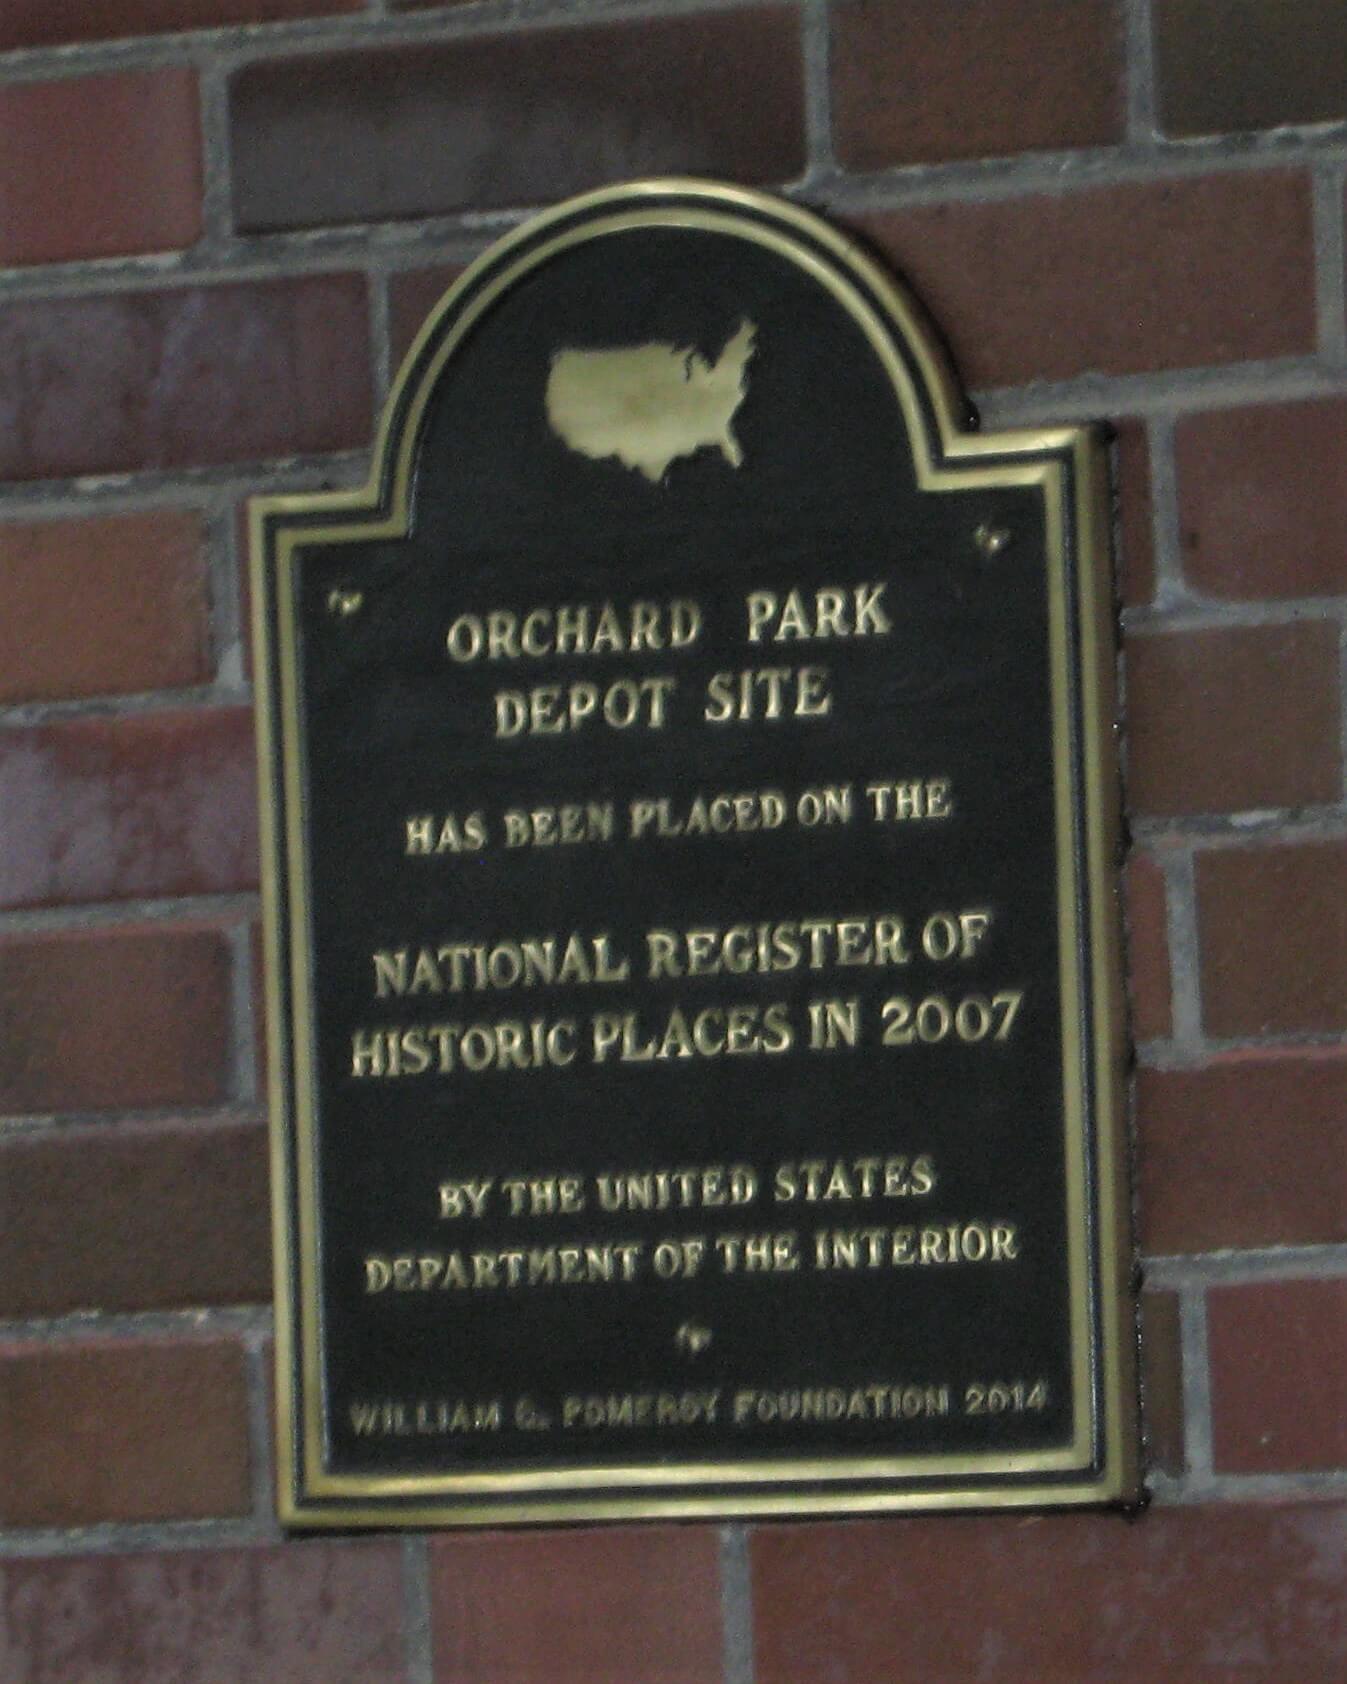 ORCHARD PARK
DEPOT SITE
HAS BEEN PLACED ON THE
NATIONAL REGISTER OF
HISTORIC PLACES IN 2007
BY THE UNITED STATES
DEPARTMENT OF THE INTERIOR
WILLIAM G. POMEROY FOUNDATION 2014